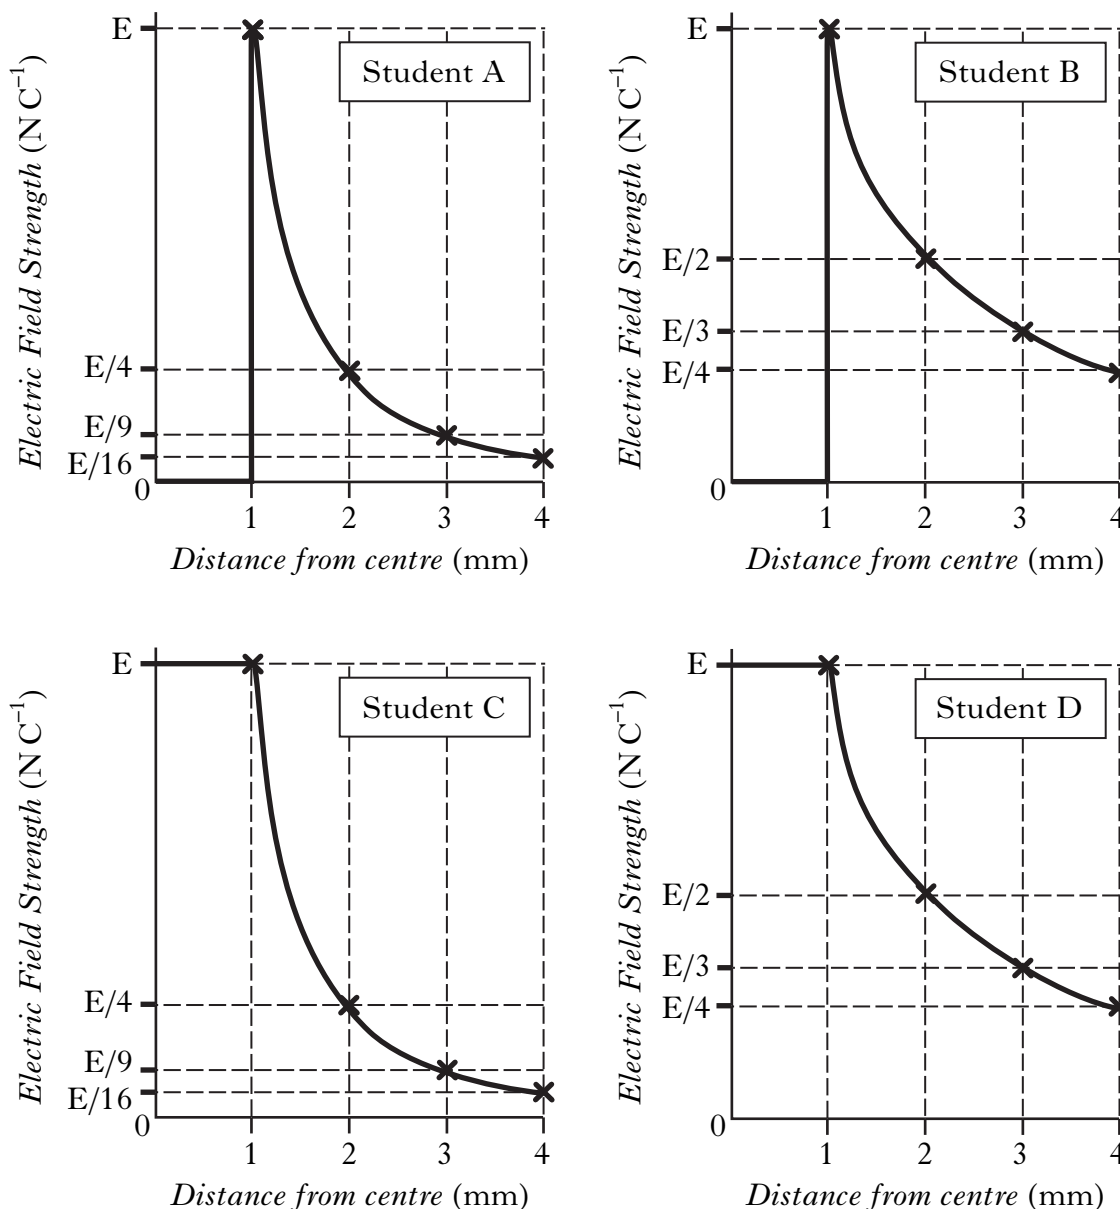 Electric Field Strength (N C⁻¹)
E
Student A
E/4
E/9
E/16
0
1 2 3 4
Distance from centre (mm)
Electric Field Strength (N C⁻¹)
E
Student B
E/2
E/3
E/4
0
1 2 3 4
Distance from centre (mm)
Electric Field Strength (N C⁻¹)
E
Student C
E/4
E/9
E/16
0
1 2 3 4
Distance from centre (mm)
Electric Field Strength (N C⁻¹)
E
Student D
E/2
E/3
E/4
0
1 2 3 4
Distance from centre (mm)